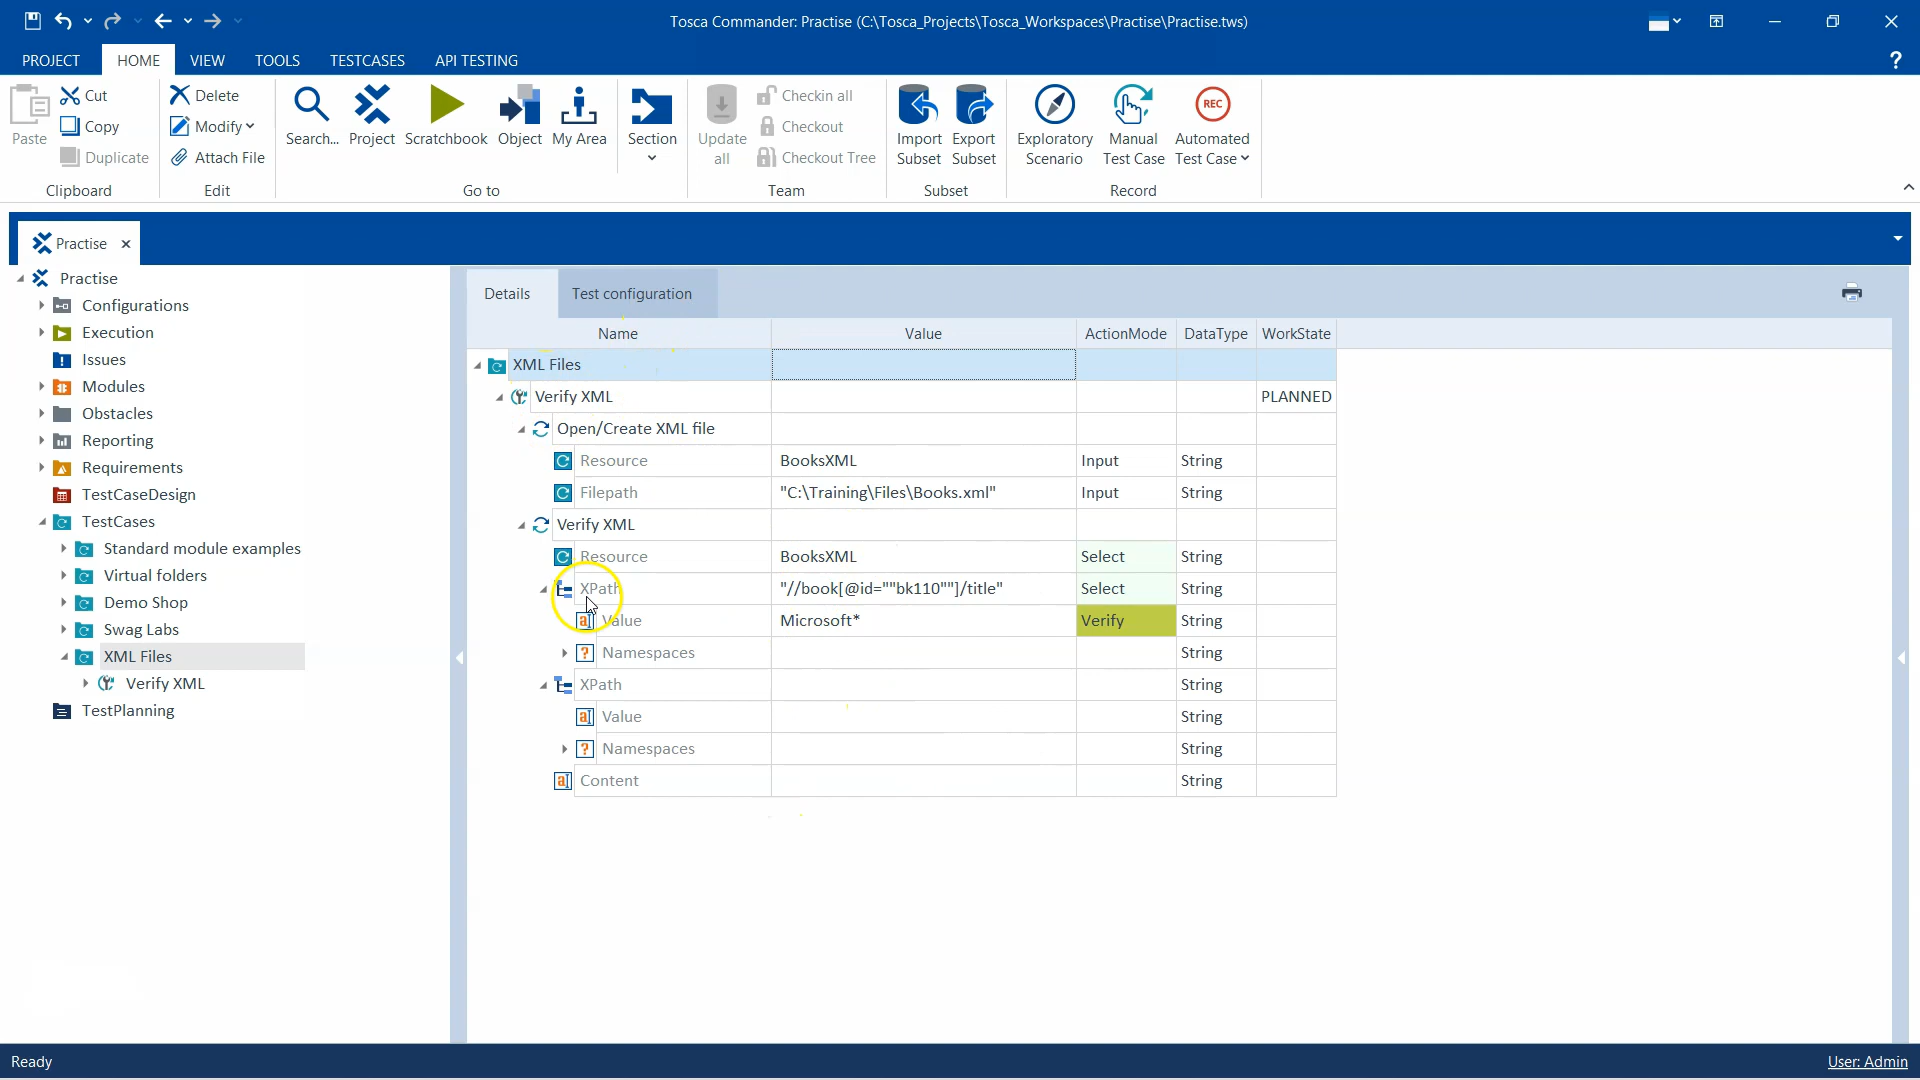 Tosca Commander: Practise (C:\Tosca_Projects\Tosca_Workspaces\Practise\Practise.tws)
PROJECT HOME VIEW TOOLS TESTCASES API TESTING ?
Paste Cut Copy Duplicate
Clipboard
Delete Modify Attach File
Edit
Search... Project Scratchbook Object My Area Section
Go to
Update all Checkin all Checkout Checkout Tree
Team
Import Subset Export Subset
Subset
Exploratory Scenario Manual Test Case REC Automated Test Case
Record
Practise
Practise
Configurations
Execution
Issues
Modules
Obstacles
Reporting
Requirements
TestCaseDesign
TestCases
Standard module examples
Virtual folders
Demo Shop
Swag Labs
XML Files
Verify XML
TestPlanning
Details Test configuration
Name Value ActionMode DataType WorkState
XML Files
Verify XML PLANNED
Open/Create XML file
Resource BooksXML Input String
Filepath "C:\Training\Files\Books.xml" Input String
Verify XML
Resource BooksXML Select String
XPath "//book[@id=""bk110""]/title" Select String
Value Microsoft* Verify String
Namespaces String
XPath String
Value String
Namespaces String
Content String
Ready User: Admin